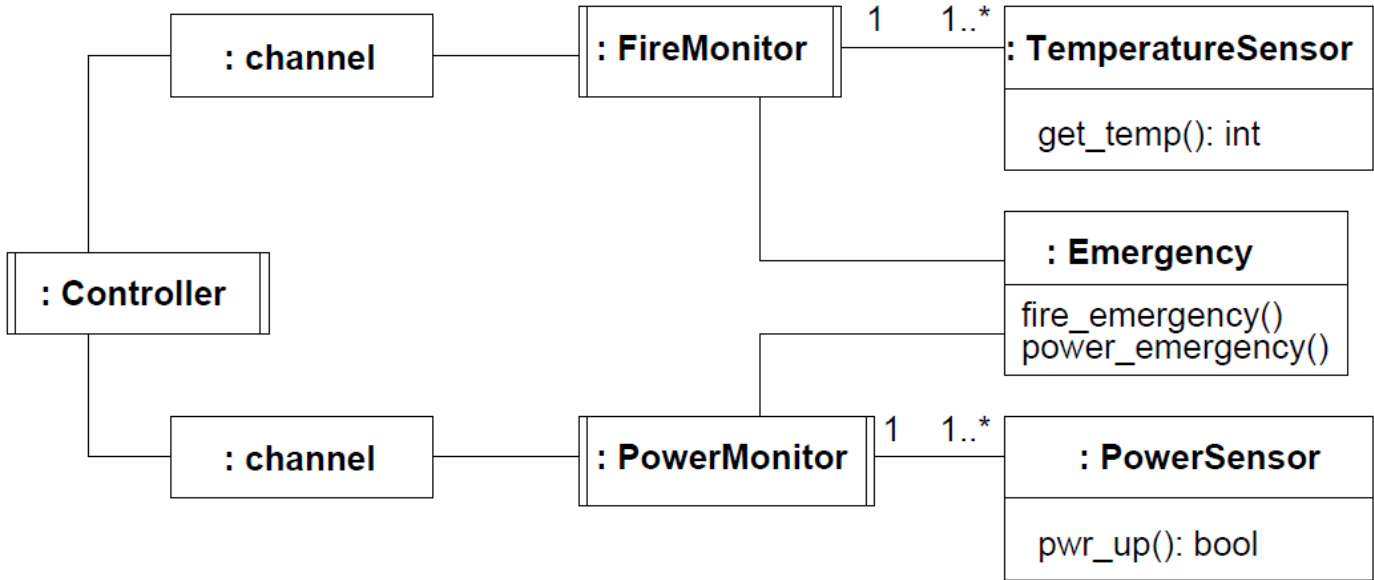 : channel
: FireMonitor
1 1..*
: TemperatureSensor
get_temp(): int
: Controller
: Emergency
fire_emergency()
power_emergency()
: channel
: PowerMonitor
1 1..*
: PowerSensor
pwr_up(): bool